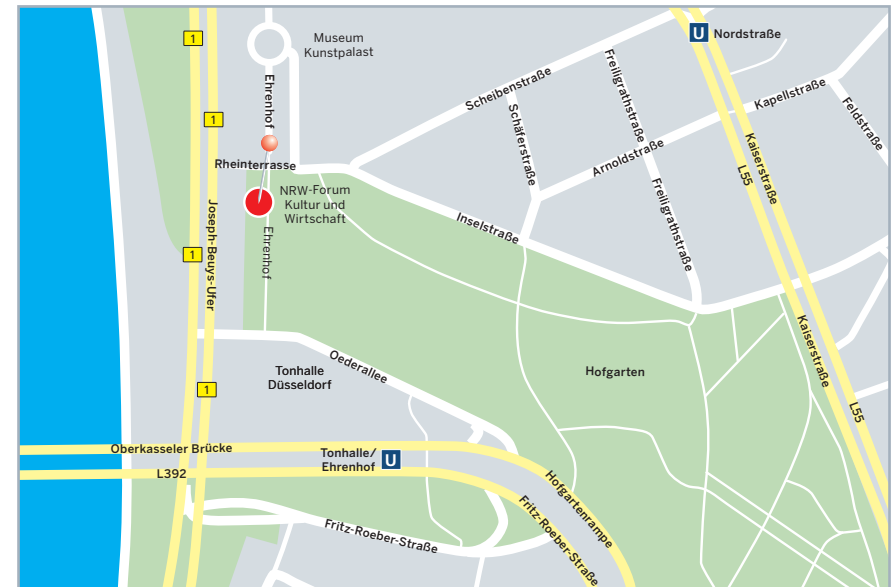 1
Museum
Kunstpalast
U Nordstraße
Ehrenhof
Scheibenstraße
Freiligrathstraße
Kapellstraße
Feldstraße
Schäferstraße
1
Arnoldstraße
Kaiserstraße
L55
Rheinterrasse
NRW-Forum
Kultur und
Wirtschaft
Freiligrathstraße
Inselstraße
Joseph-Beuys-Ufer
Ehrenhof
1
Kaiserstraße
Oederallee
Tonhalle
Düsseldorf
Hofgarten
1
L55
Oberkasseler Brücke
L392
Tonhalle/
Ehrenhof
U
Hofgartenrampe
Fritz-Roeber-Straße
Fritz-Roeber-Straße